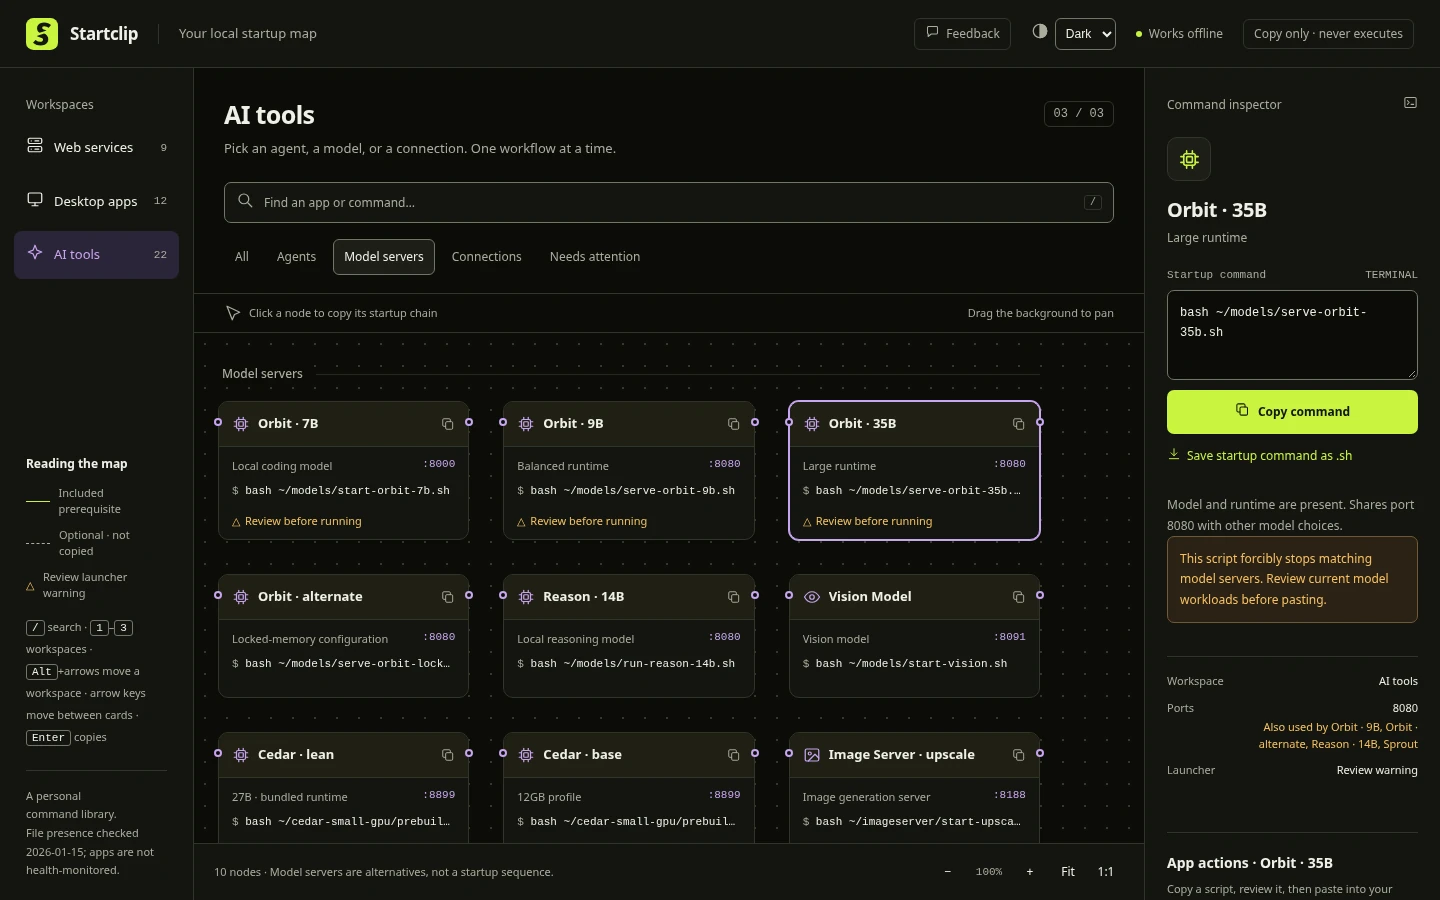 Startclip
Your local startup map
Feedback
Dark
Works offline
Copy only · never executes
Workspaces
Web services 9
Desktop apps 12
AI tools 22
Reading the map
Included
prerequisite
Optional · not
copied
△ Review launcher
warning
/ search · 1–3
workspaces ·
Alt+arrows move a
workspace · arrow keys
move between cards ·
Enter copies
A personal
command library.
File presence checked
2026-01-15; apps are not
health-monitored.
AI tools
03 / 03
Pick an agent, a model, or a connection. One workflow at a time.
Find an app or command... /
All Agents Model servers Connections Needs attention
Click a node to copy its startup chain
Drag the background to pan
Model servers
Orbit · 7B
Local coding model :8000
$ bash ~/models/start-orbit-7b.sh
△ Review before running
Orbit · 9B
Balanced runtime :8080
$ bash ~/models/serve-orbit-9b.sh
△ Review before running
Orbit · 35B
Large runtime :8080
$ bash ~/models/serve-orbit-35b.…
△ Review before running
Orbit · alternate
Locked-memory configuration :8080
$ bash ~/models/serve-orbit-lock…
Reason · 14B
Local reasoning model :8080
$ bash ~/models/run-reason-14b.sh
Vision Model
Vision model :8091
$ bash ~/models/start-vision.sh
Cedar · lean
27B · bundled runtime :8899
$ bash ~/cedar-small-gpu/prebuil…
Cedar · base
12GB profile :8899
$ bash ~/cedar-small-gpu/prebuil…
Image Server · upscale
Image generation server :8188
$ bash ~/imageserver/start-upsca…
10 nodes · Model servers are alternatives, not a startup sequence.
− 100% + Fit 1:1
Command inspector
Orbit · 35B
Large runtime
Startup command TERMINAL
bash ~/models/serve-orbit-
35b.sh
Copy command
Save startup command as .sh
Model and runtime are present. Shares port
8080 with other model choices.
This script forcibly stops matching
model servers. Review current model
workloads before pasting.
Workspace AI tools
Ports 8080
Also used by Orbit · 9B, Orbit ·
alternate, Reason · 14B, Sprout
Launcher Review warning
App actions · Orbit · 35B
Copy a script, review it, then paste into your